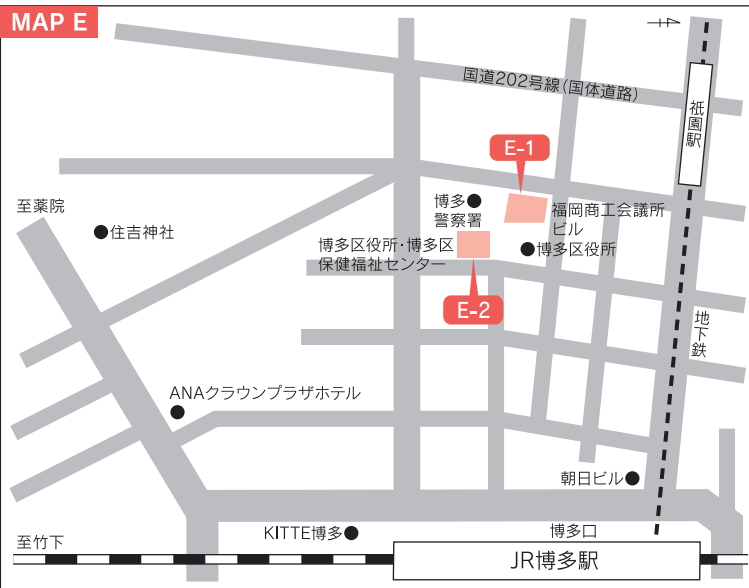 MAP E
国道202号線(国体道路)
祇園駅
E-1
至薬院
住吉神社
博多
警察署
福岡商工会議所
ビル
博多区役所・博多区
保健福祉センター
博多区役所
E-2
地下鉄
ANAクラウンプラザホテル
朝日ビル
KITTE博多
博多口
至竹下
JR博多駅